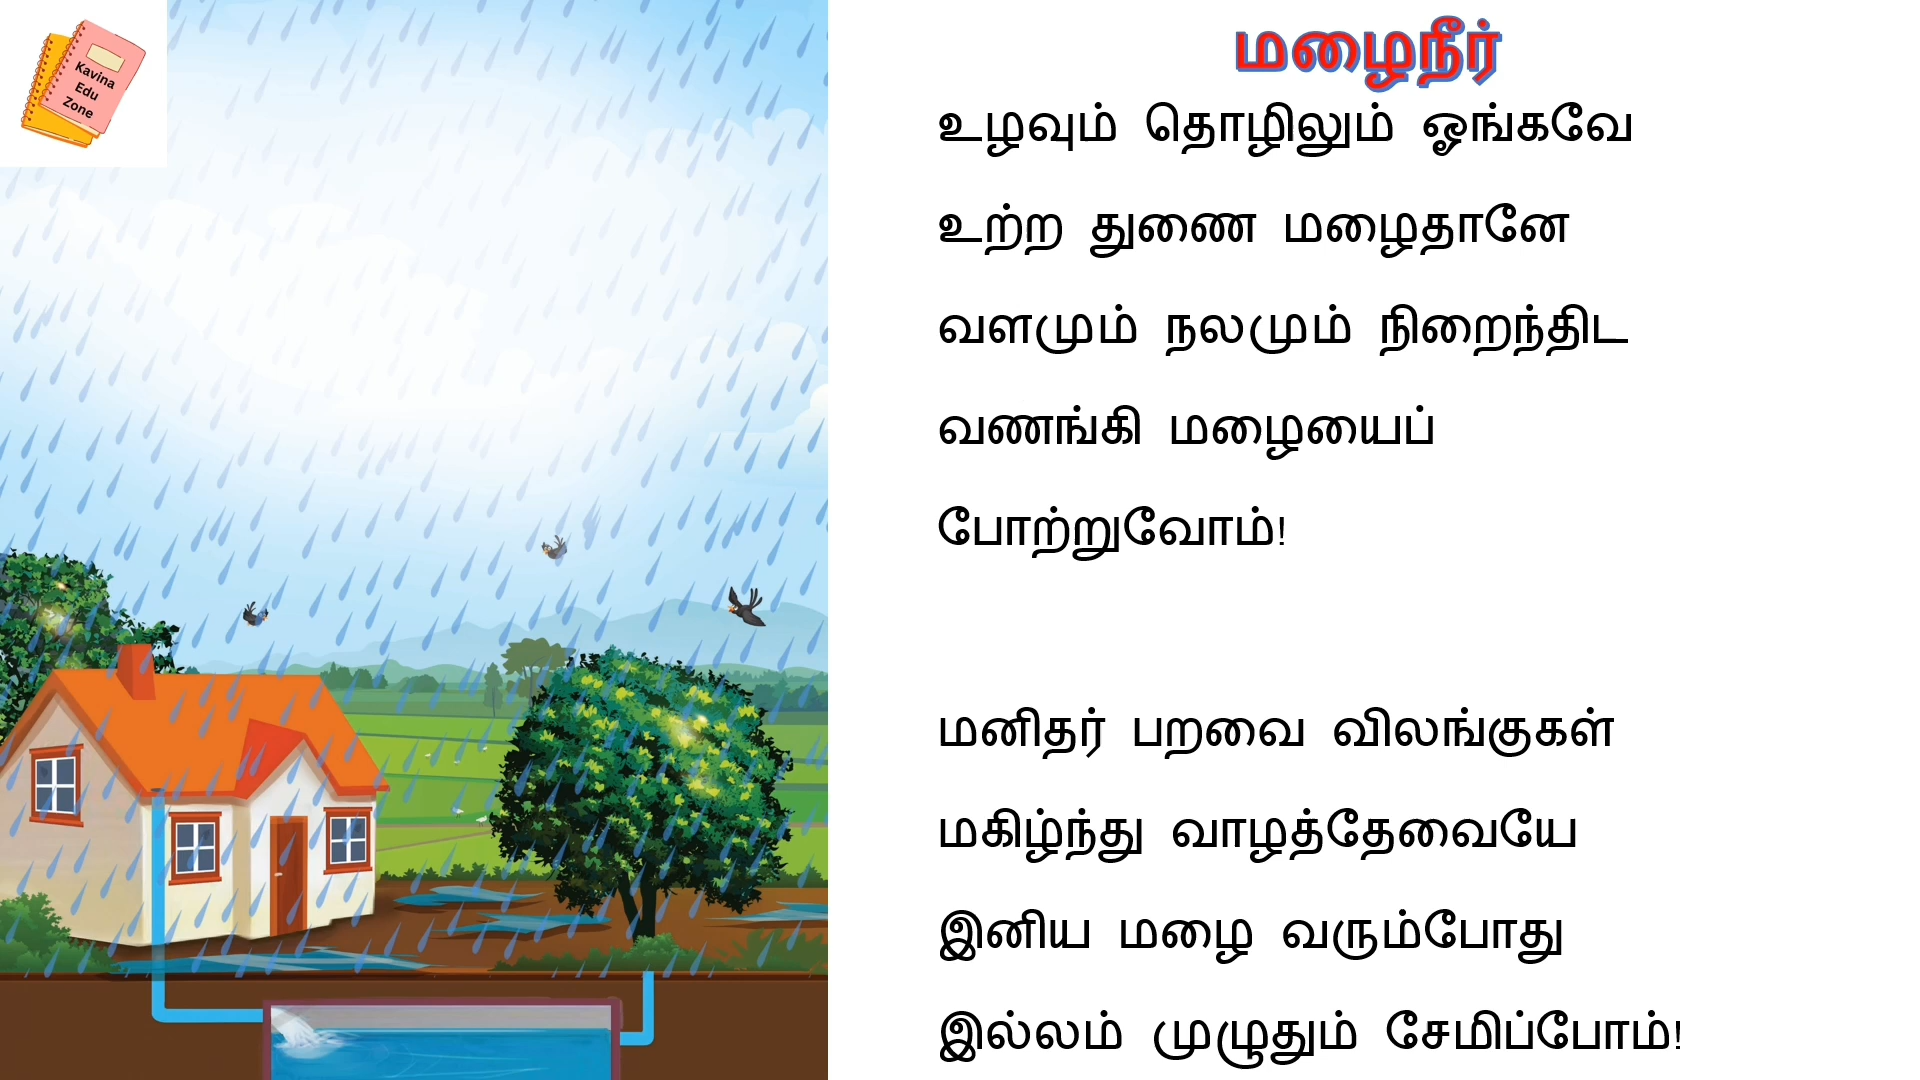 Kavina
Edu
Zone
மழைநீர்
உழவும் தொழிலும் ஓங்கவே
உற்ற துணை மழைதானே
வளமும் நலமும் நிறைந்திட
வணங்கி மழையைப்
போற்றுவோம்!
மனிதர் பறவை விலங்குகள்
மகிழ்ந்து வாழத்தேவையே
இனிய மழை வரும்போது
இல்லம் முழுதும் சேமிப்போம்!